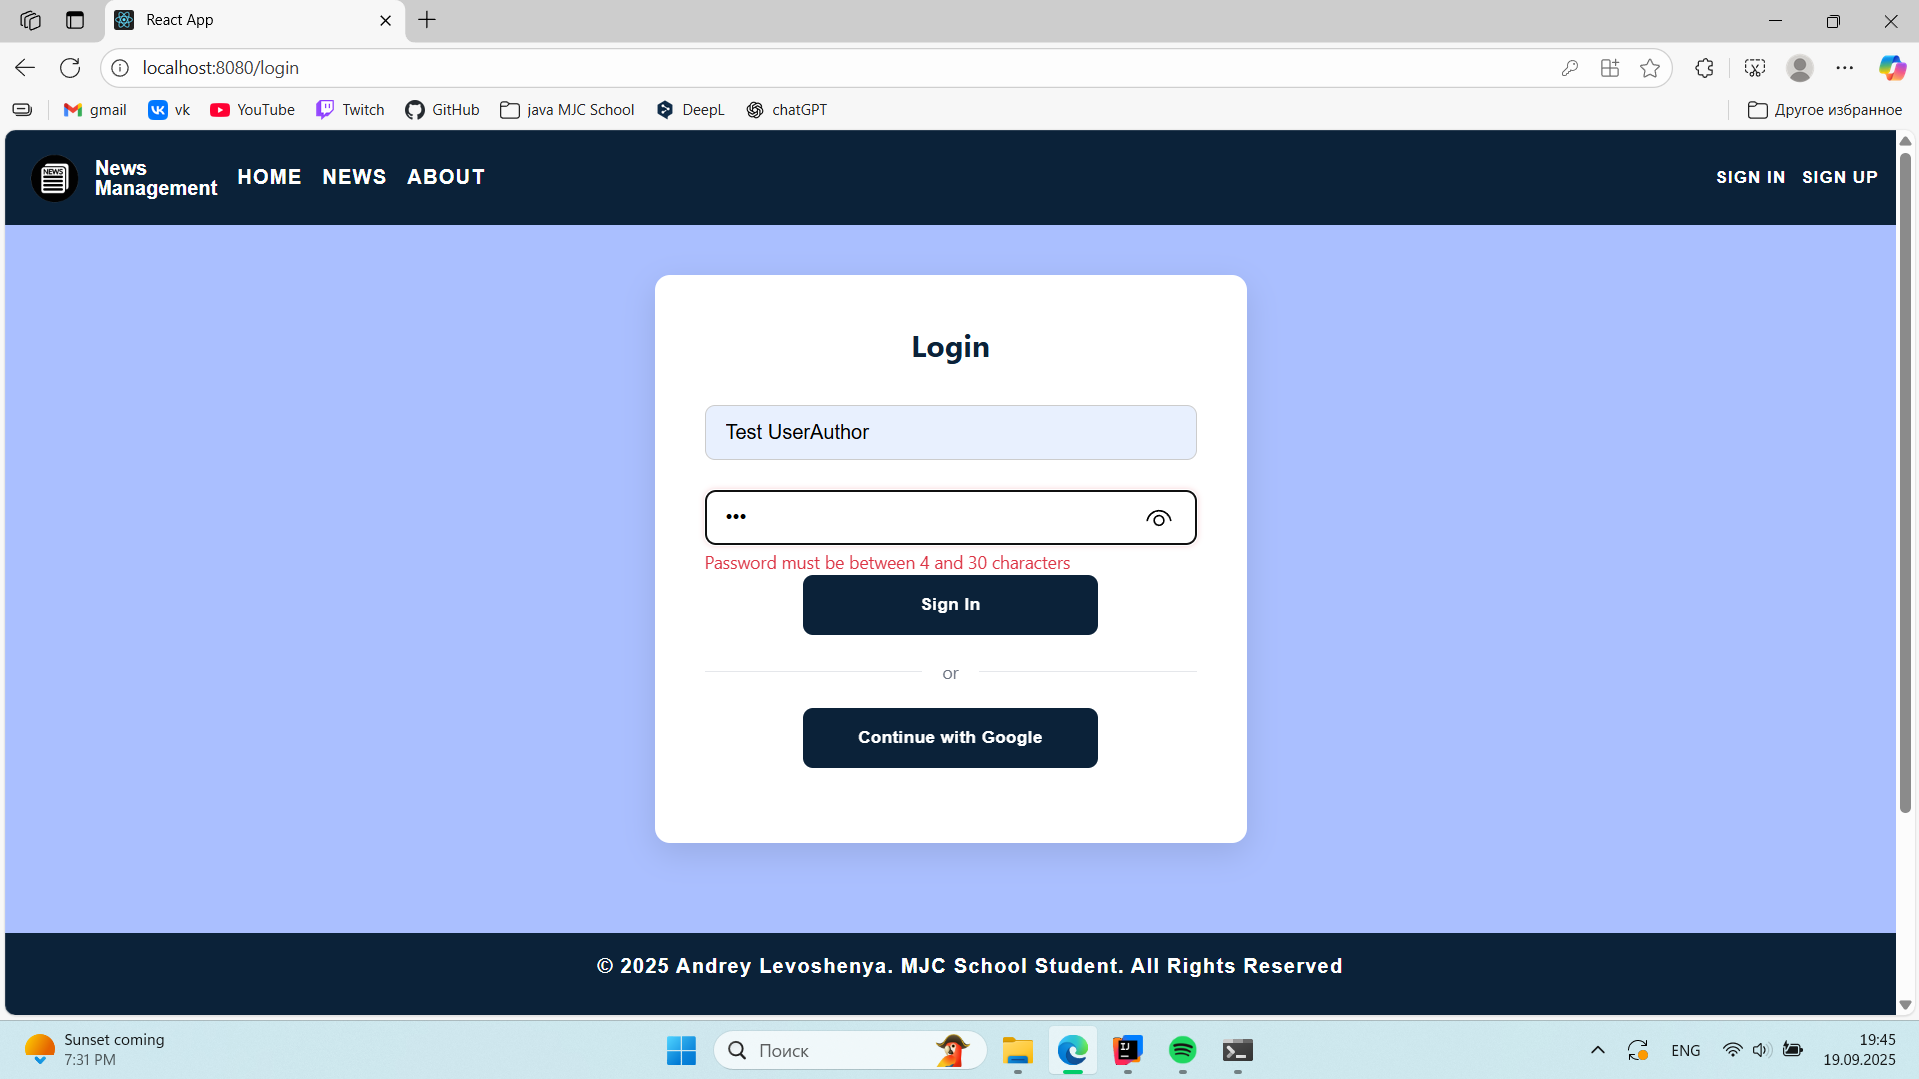 React App
localhost:8080/login
gmail
vk
YouTube
Twitch
GitHub
java MJC School
DeepL
chatGPT
Другое избранное
NEWS
News
Management
HOME
NEWS
ABOUT
SIGN IN
SIGN UP
Login
Test UserAuthor
•••
Password must be between 4 and 30 characters
Sign In
or
Continue with Google
© 2025 Andrey Levoshenya. MJC School Student. All Rights Reserved
Sunset coming
7:31 PM
Поиск
IJ
ENG
19:45
19.09.2025